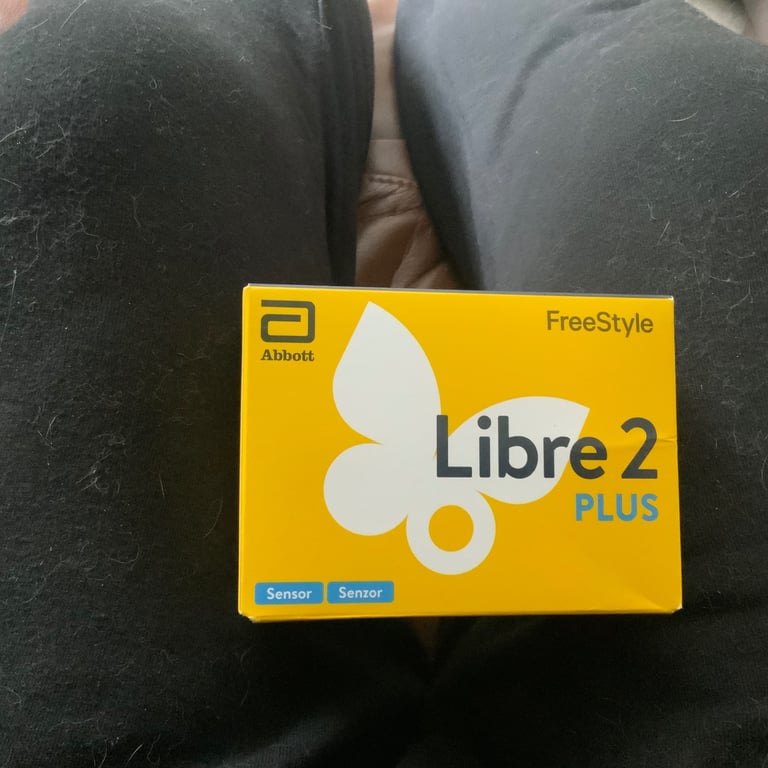 Abbott
FreeStyle
Libre 2
PLUS
Sensor Senzor